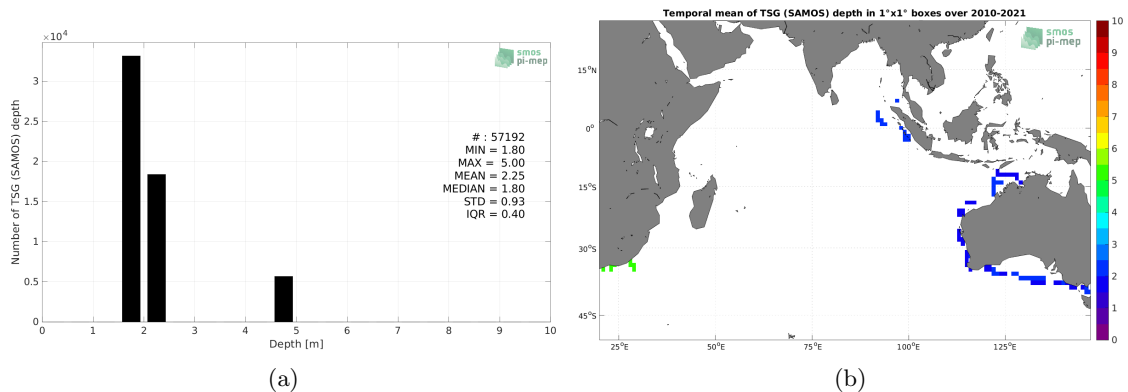 ×10⁴
smos
pi-mep
Number of TSG (SAMOS) depth
3
2.5
2
1.5
1
0.5
0
# : 57192
MIN = 1.80
MAX = 5.00
MEAN = 2.25
MEDIAN = 1.80
STD = 0.93
IQR = 0.40
0 1 2 3 4 5 6 7 8 9 10
Depth [m]
(a)
Temporal mean of TSG (SAMOS) depth in 1°x1° boxes over 2010-2021
smos
pi-mep
15°N
0°
15°S
30°S
45°S
25°E 50°E 75°E 100°E 125°E
10
9
8
7
6
5
4
3
2
1
0
(b)